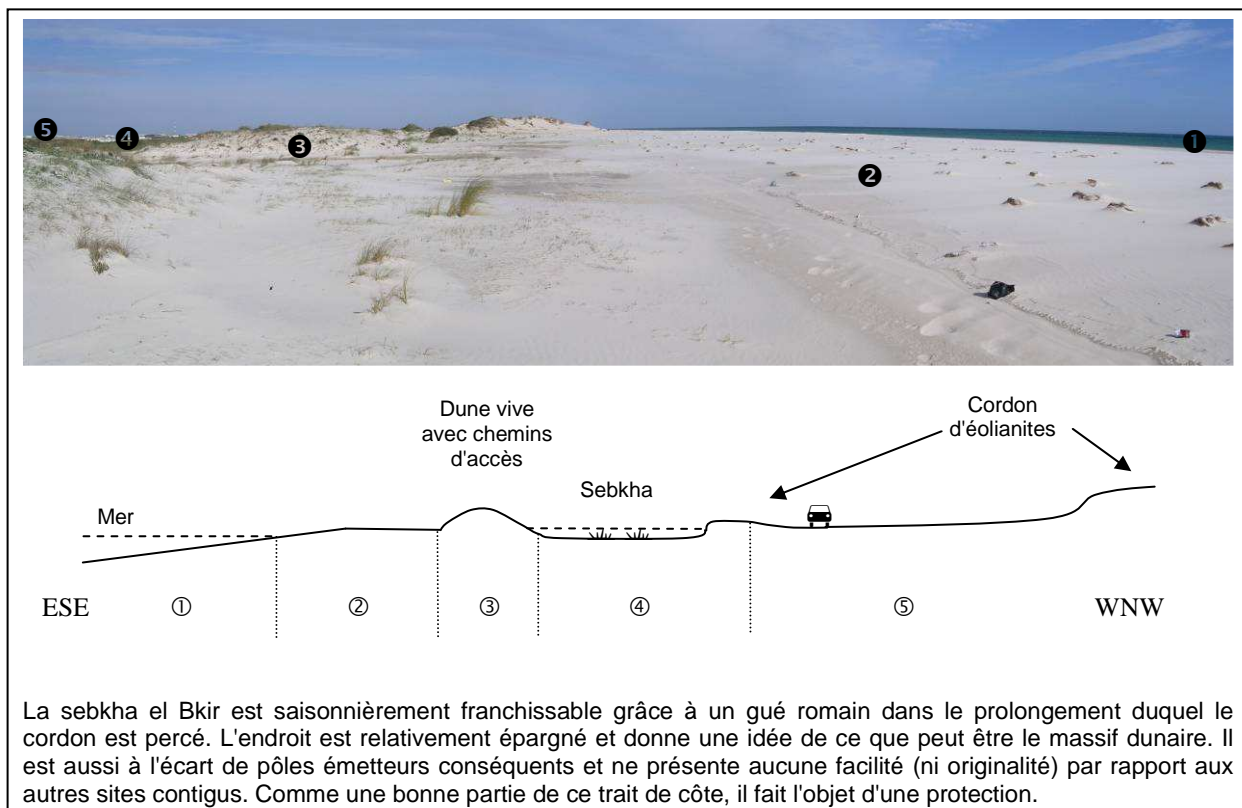 ❺
❹
❸
❷
❶
Dune vive
avec chemins
d'accès
Cordon
d'éolianites
Sebkha
Mer
ESE ① ② ③ ④ ⑤ WNW
La sebkha el Bkir est saisonnièrement franchissable grâce à un gué romain dans le prolongement duquel le
cordon est percé. L'endroit est relativement épargné et donne une idée de ce que peut être le massif dunaire. Il
est aussi à l'écart de pôles émetteurs conséquents et ne présente aucune facilité (ni originalité) par rapport aux
autres sites contigus. Comme une bonne partie de ce trait de côte, il fait l'objet d'une protection.